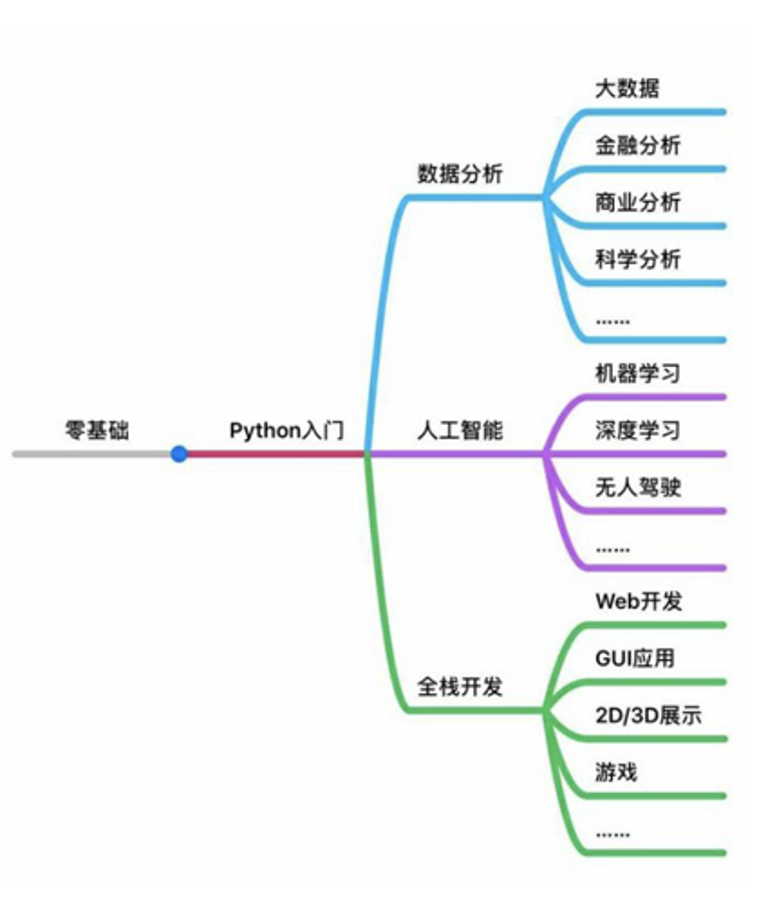 零基础
Python入门
数据分析
大数据
金融分析
商业分析
科学分析
……
人工智能
机器学习
深度学习
无人驾驶
……
全栈开发
Web开发
GUI应用
2D/3D展示
游戏
……